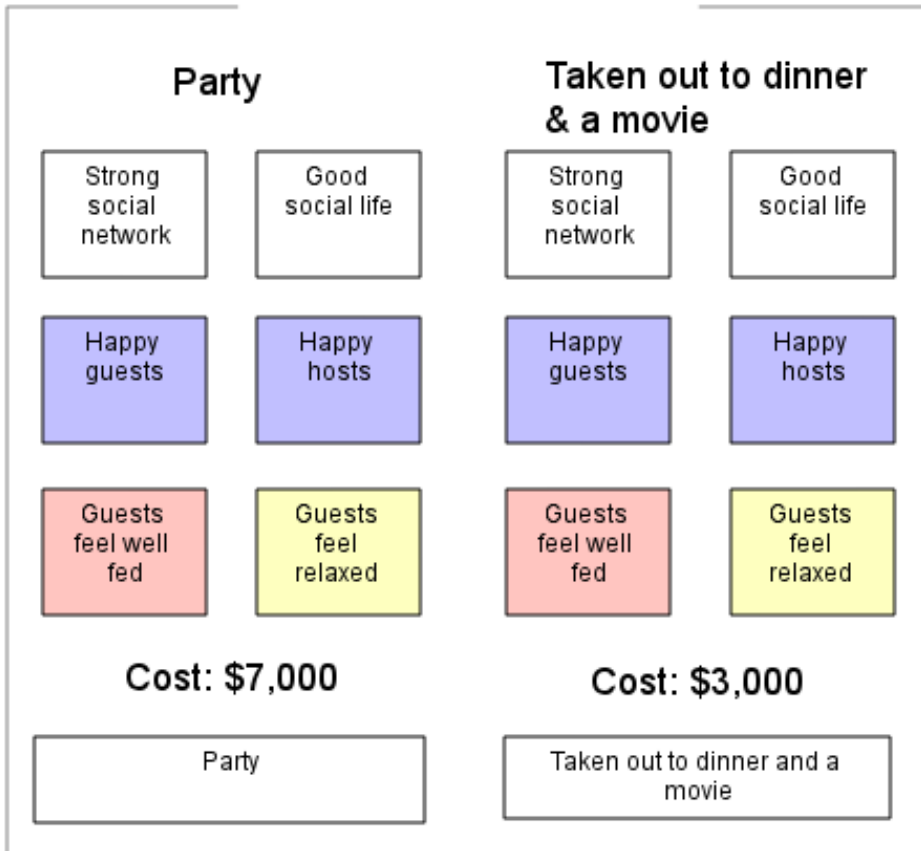 Party
Taken out to dinner
& a movie
Strong
social
network
Good
social life
Strong
social
network
Good
social life
Happy
guests
Happy
hosts
Happy
guests
Happy
hosts
Guests
feel well
fed
Guests
feel
relaxed
Guests
feel well
fed
Guests
feel
relaxed
Cost: $7,000
Cost: $3,000
Party
Taken out to dinner and a
movie